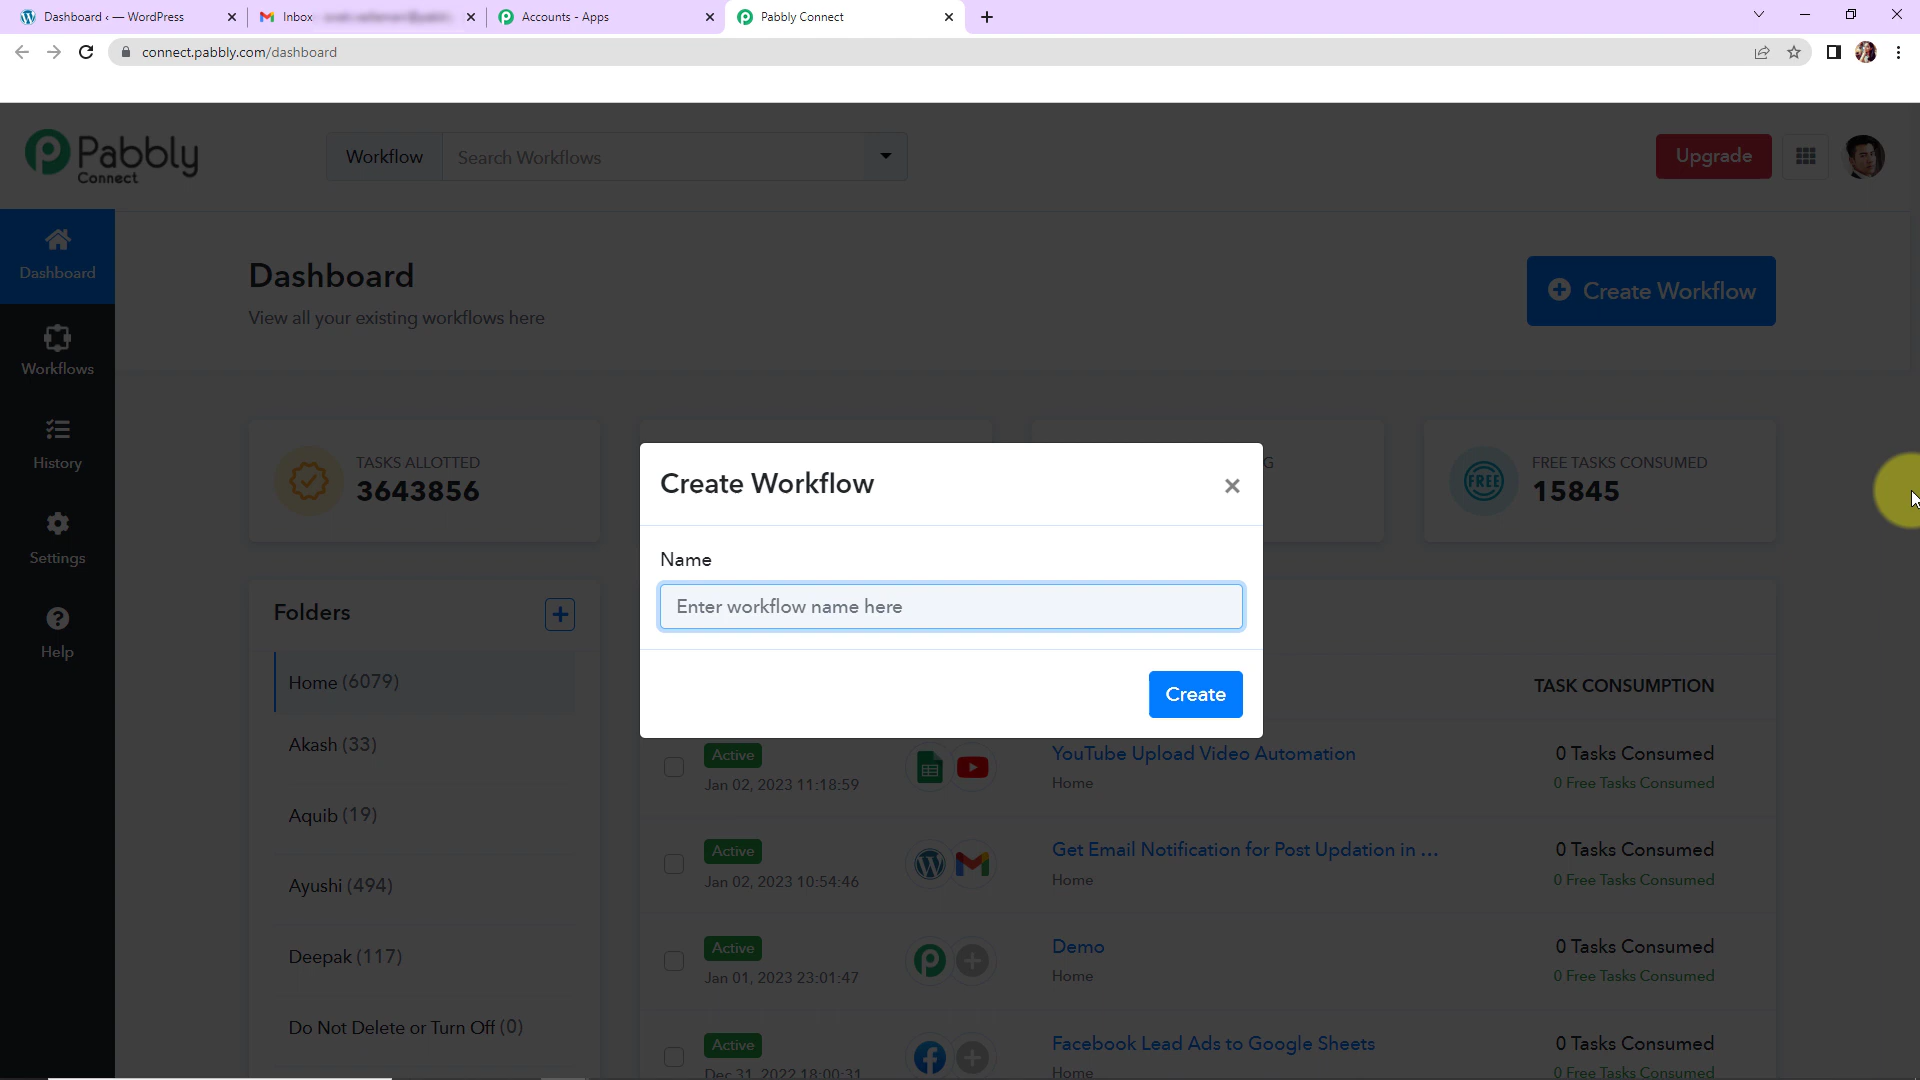 Dashboard ‹ — WordPress
Inbox
Accounts - Apps
Pabbly Connect
connect.pabbly.com/dashboard
Pabbly
Connect
Workflow
Search Workflows
Upgrade
Dashboard
Workflows
History
Settings
Help
Dashboard
View all your existing workflows here
Create Workflow
TASKS ALLOTTED
3643856
G
FREE
FREE TASKS CONSUMED
15845
Create Workflow
×
Name
Enter workflow name here
Create
Folders
Home (6079)
Akash (33)
Aquib (19)
Ayushi (494)
Deepak (117)
Do Not Delete or Turn Off (0)
TASK CONSUMPTION
Active
Jan 02, 2023 11:18:59
YouTube Upload Video Automation
Home
0 Tasks Consumed
0 Free Tasks Consumed
Active
Jan 02, 2023 10:54:46
Get Email Notification for Post Updation in ...
Home
0 Tasks Consumed
0 Free Tasks Consumed
Active
Jan 01, 2023 23:01:47
Demo
Home
0 Tasks Consumed
0 Free Tasks Consumed
Active
Dec 31, 2022 18:00:31
Facebook Lead Ads to Google Sheets
Home
0 Tasks Consumed
0 Free Tasks Consumed